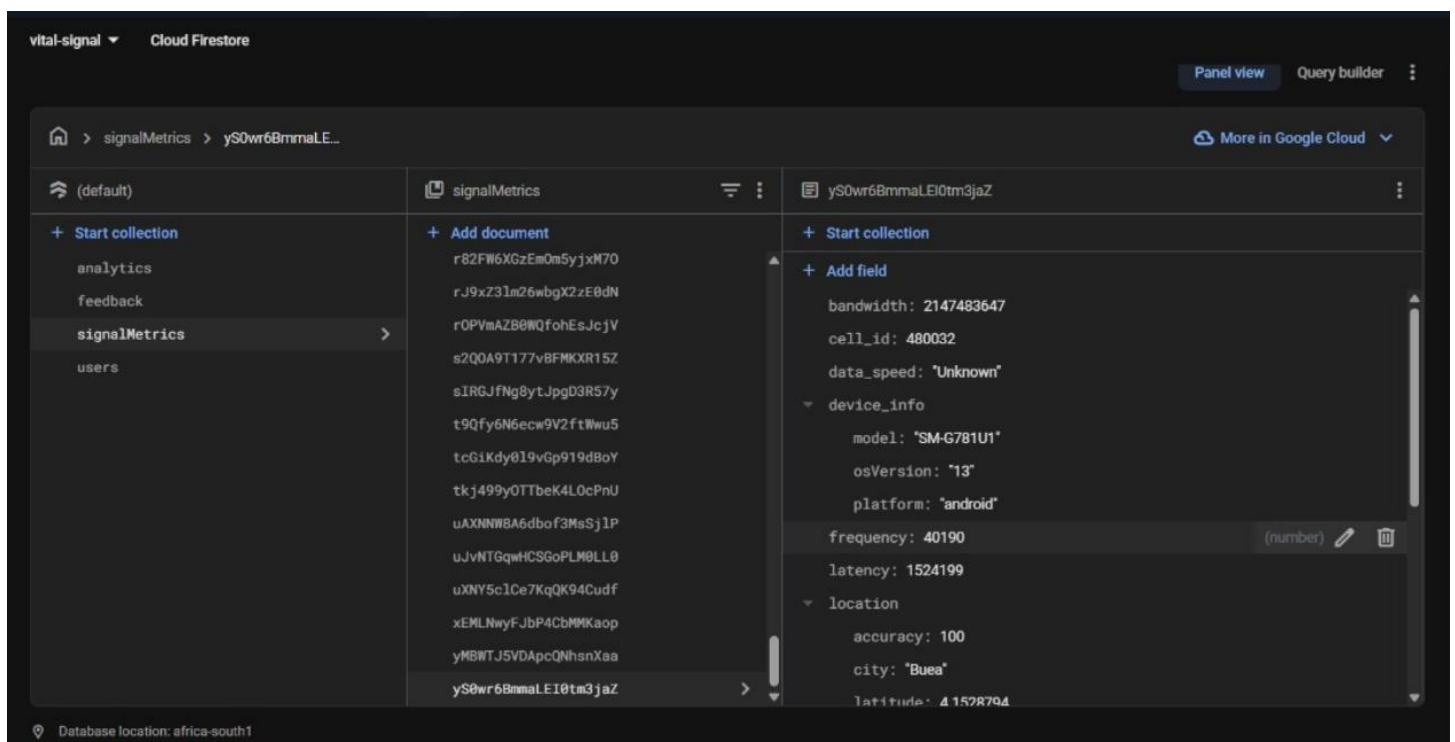 vital-signal Cloud Firestore
Panel view Query builder
signalMetrics > yS0wr6BmmaLE...
More in Google Cloud
(default)
+ Start collection
analytics
feedback
signalMetrics
users
signalMetrics
+ Add document
r82FW6XGzEmOm5yjxM7O
rJ9xZ3lm26wbgX2zE0dN
rOPVmAZB0WQfohEsJcjV
s2QOA9T177vBFMKXR15Z
sIRGJfNg8ytJpgD3R57y
t9Qfy6N6ecw9V2ftWwu5
tcGiKdy0l9vGp919dBoY
tkj499yOTTbeK4LOcPnU
uAXNNW8A6dbof3MsSjlP
uJvNTGqwHCSGoPLM0LL0
uXNY5clCe7KqQK94Cudf
xEMLNwyFJbP4CbMMKaop
yMBWTJ5VDApcQNhsnXaa
yS0wr6BmmaLEI0tm3jaZ
yS0wr6BmmaLEI0tm3jaZ
+ Start collection
+ Add field
bandwidth: 2147483647
cell_id: 480032
data_speed: "Unknown"
device_info
model: "SM-G781U1"
osVersion: "13"
platform: "android"
frequency: 40190 (number)
latency: 1524199
location
accuracy: 100
city: "Buea"
latitude: 4.1528794
Database location: africa-south1